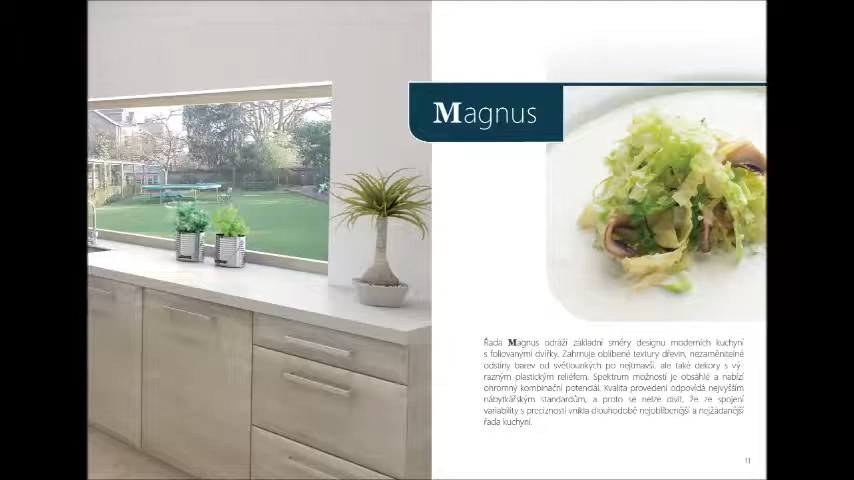 Magnus
Řada Magnus odráží základní směry designu moderních kuchyní
s foliovanými dvířky. Zahrnuje oblíbené textury dřevin, nezaměnitelné
odstíny barev od světlounkých po nejtmavší, ale také dekory s vý-
razným plastickým reliéfem. Spektrum možností je obsáhlé a nabízí
ohromný kombinační potenciál. Kvalita provedení odpovídá nejvyšším
nábytkářským standardům, a proto se nelze divit, že ze spojení
variability s precizností vnikla dlouhodobě nejoblíbenější a nejžádanější
řada kuchyní.
11